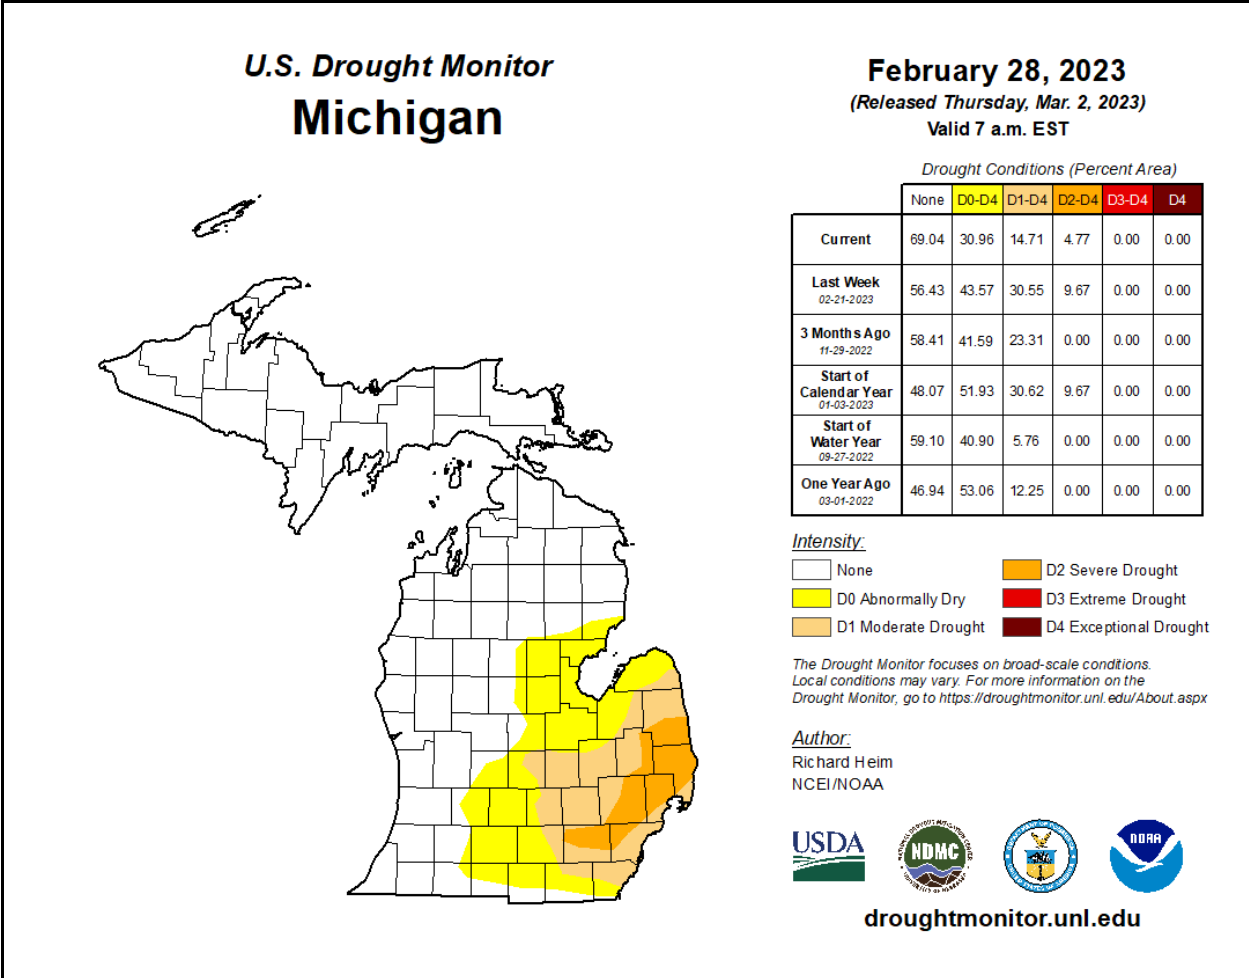 U.S. Drought Monitor
Michigan
February 28, 2023
(Released Thursday, Mar. 2, 2023)
Valid 7 a.m. EST
Drought Conditions (Percent Area)
None D0-D4 D1-D4 D2-D4 D3-D4 D4
Current 69.04 30.96 14.71 4.77 0.00 0.00
Last Week
02-21-2023
56.43 43.57 30.55 9.67 0.00 0.00
3 Months Ago
11-29-2022
58.41 41.59 23.31 0.00 0.00 0.00
Start of
Calendar Year
01-03-2023
48.07 51.93 30.62 9.67 0.00 0.00
Start of
Water Year
09-27-2022
59.10 40.90 5.76 0.00 0.00 0.00
One Year Ago
03-01-2022
46.94 53.06 12.25 0.00 0.00 0.00
Intensity:
None
D0 Abnormally Dry
D1 Moderate Drought
D2 Severe Drought
D3 Extreme Drought
D4 Exceptional Drought
The Drought Monitor focuses on broad-scale conditions.
Local conditions may vary. For more information on the
Drought Monitor, go to https://droughtmonitor.unl.edu/About.aspx
Author:
Richard Heim
NCEI/NOAA
USDA
NDMC
NOAA
droughtmonitor.unl.edu